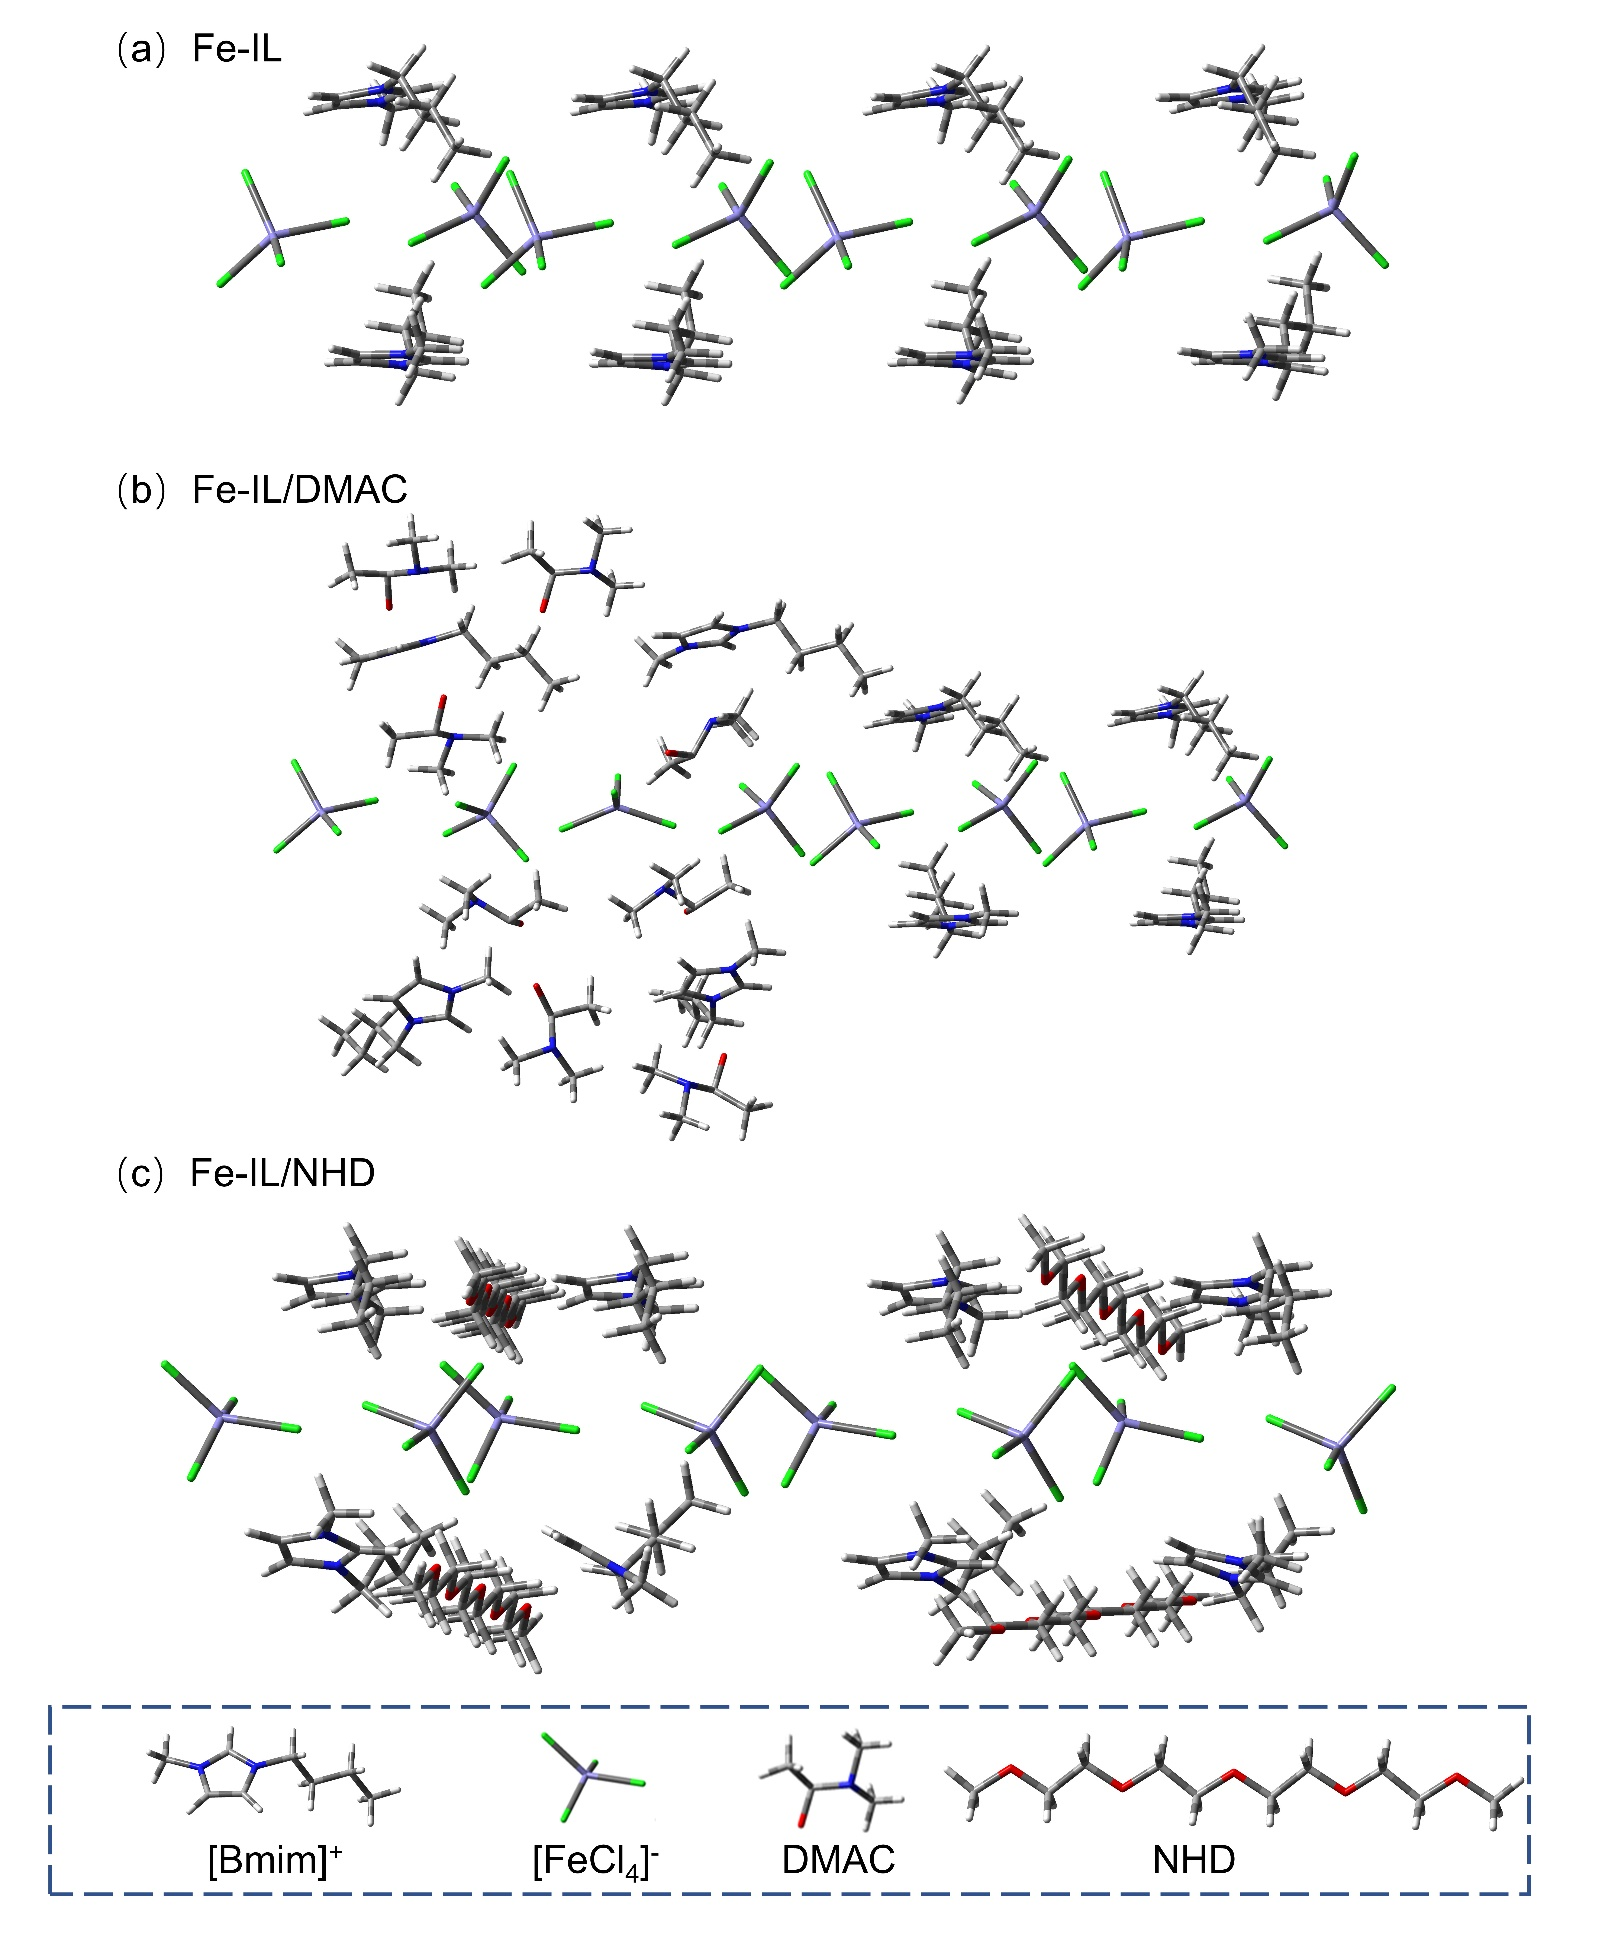 （a）Fe-IL
（b）Fe-IL/DMAC
（c）Fe-IL/NHD
[Bmim]⁺ [FeCl₄]⁻ DMAC NHD